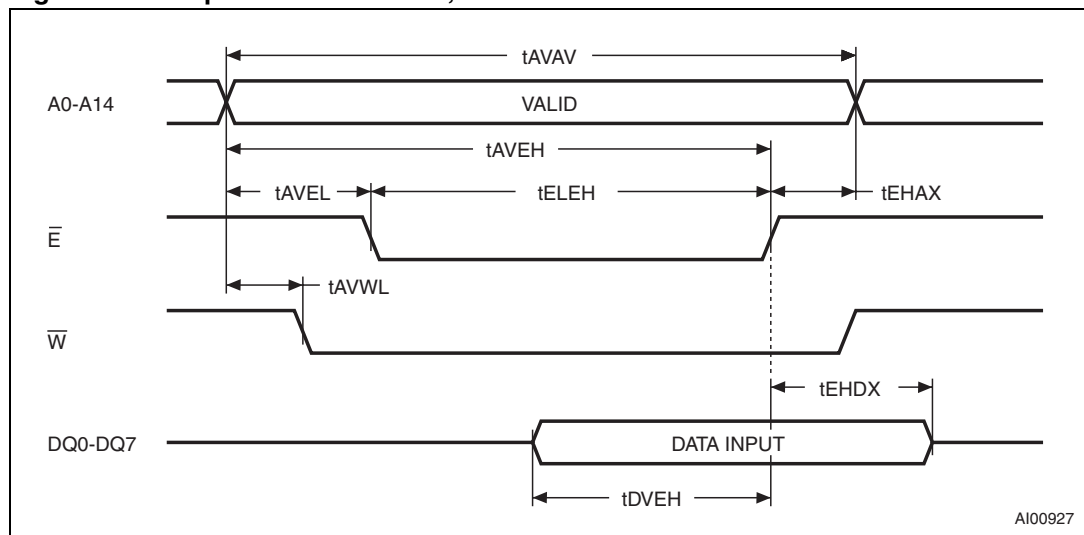 tAVAV
A0-A14
VALID
tAVEH
tAVEL
tELEH
tEHAX
E̅
tAVWL
W̅
tEHDX
DQ0-DQ7
DATA INPUT
tDVEH
AI00927